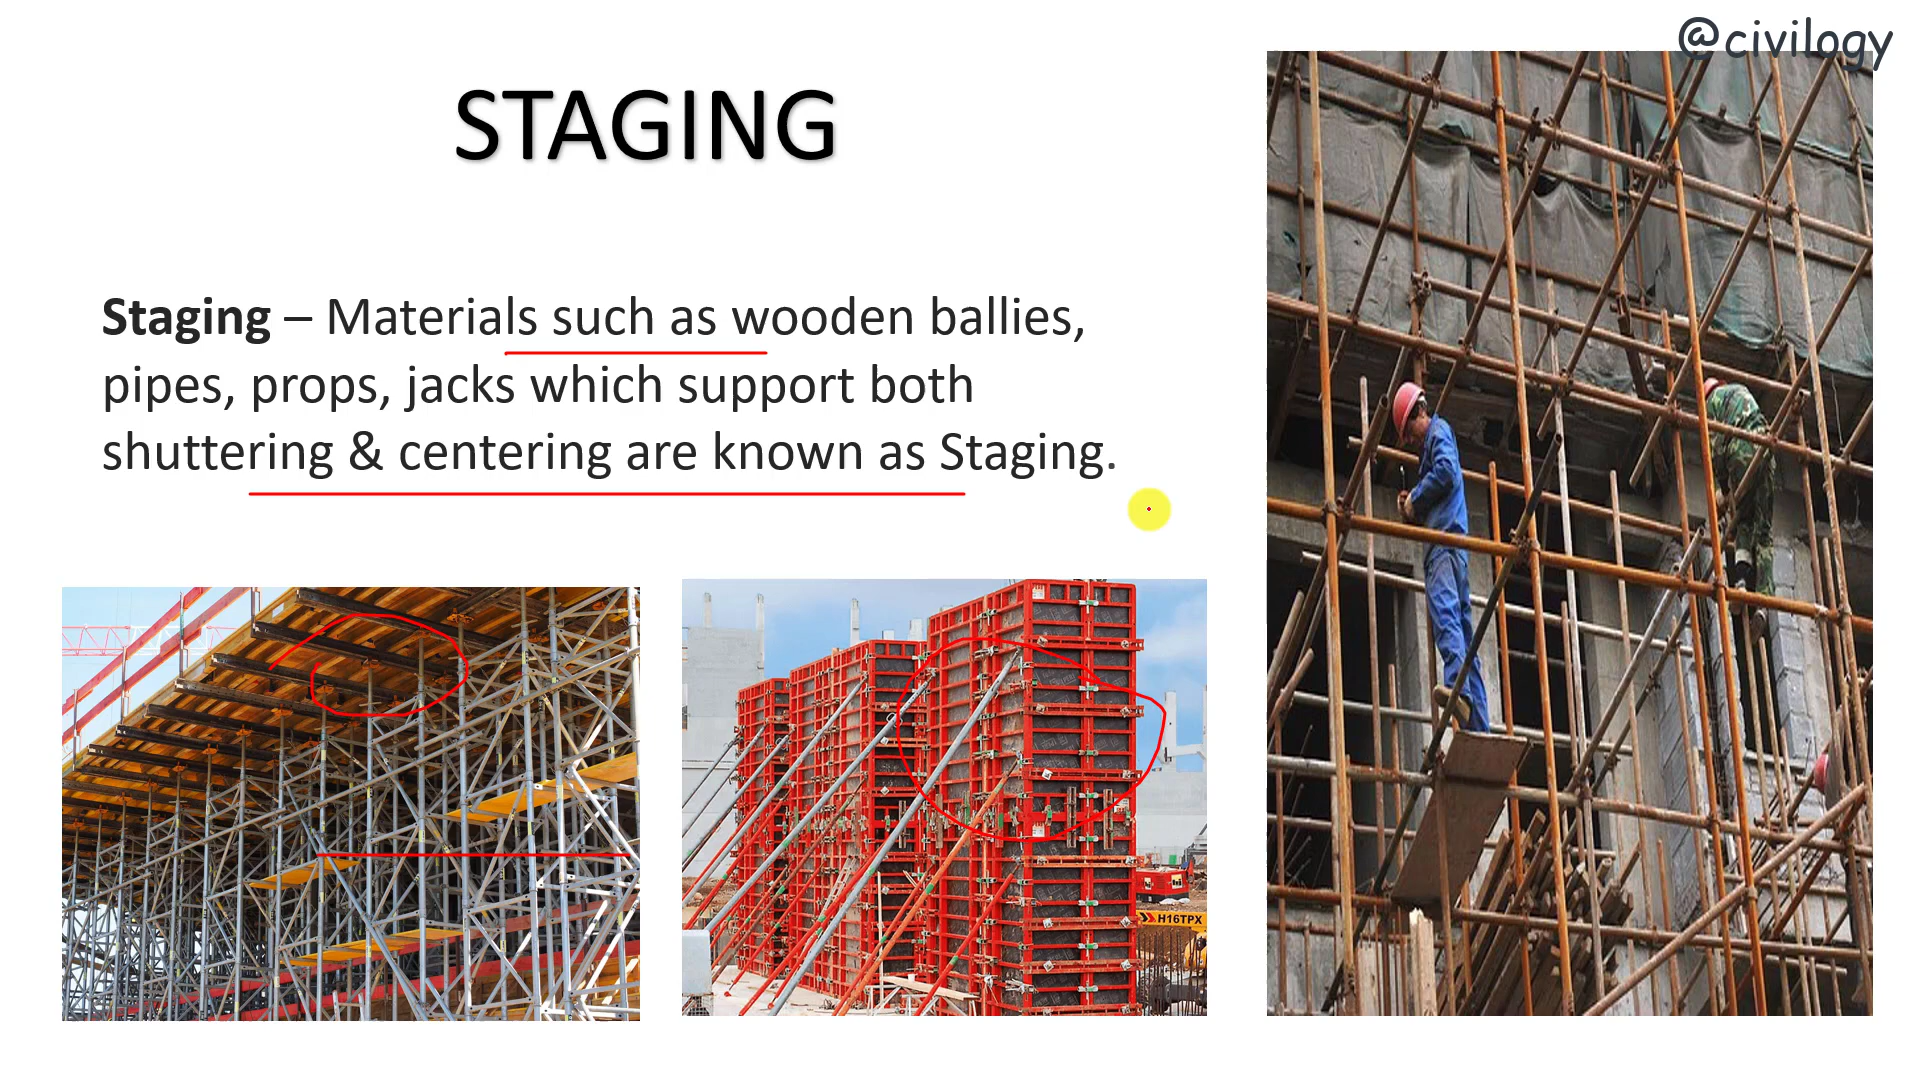 @civilogy
STAGING
Staging – Materials such as wooden ballies,
pipes, props, jacks which support both
shuttering & centering are known as Staging.
H16TPX